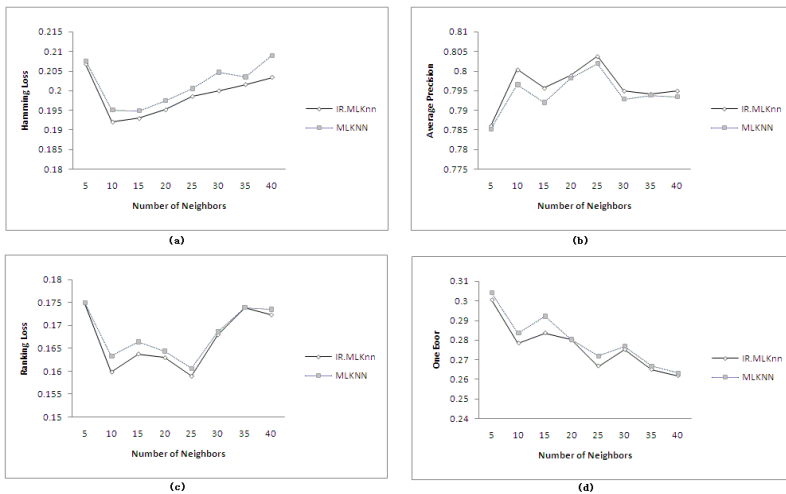 0.215
0.21
0.205
0.2
0.195
0.19
0.185
0.18
Hamming Loss
5 10 15 20 25 30 35 40
Number of Neighbors
IR.MLKnn
MLKNN
(a)
0.81
0.805
0.8
0.795
0.79
0.785
0.78
0.775
Average Precision
5 10 15 20 25 30 35 40
Number of Neighbors
IR.MLKnn
MLKNN
(b)
0.18
0.175
0.17
0.165
0.16
0.155
0.15
Ranking Loss
5 10 15 20 25 30 35 40
Number of Neighbors
IR.MLKnn
MLKNN
(c)
0.31
0.3
0.29
0.28
0.27
0.26
0.25
0.24
One Eoor
5 10 15 20 25 30 35 40
Number of Neighbors
IR.MLKnn
MLKNN
(d)